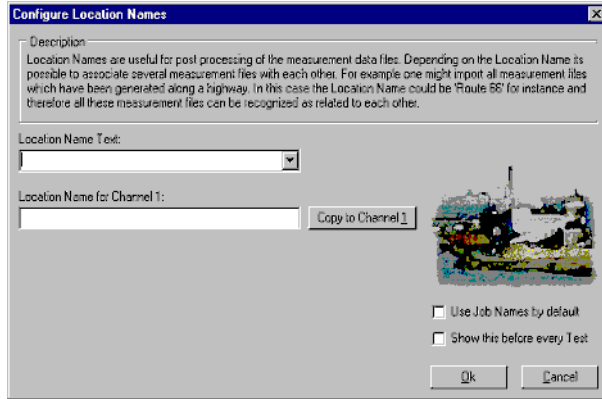 Configure Location Names
Description
Location Names are useful for post processing of the measurement data files. Depending on the Location Name its
possible to associate several measurement files with each other. For example one might import all measurement files
which have been generated along a highway. In this case the Location Name could be 'Route 66' for instance and
therefore all these measurement files can be recognized as related to each other.
Location Name Text:
Location Name for Channel 1:
Copy to Channel 1
Use Job Names by default
Show this before every Test
Ok Cancel